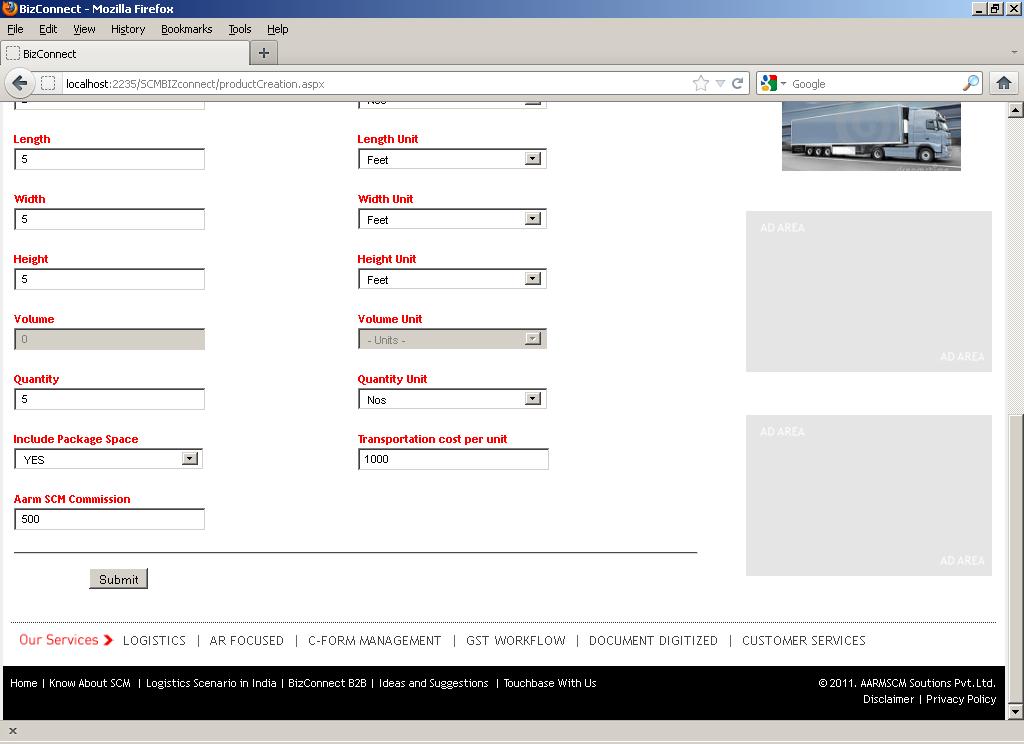 BizConnect - Mozilla Firefox
File Edit View History Bookmarks Tools Help
BizConnect
localhost:2235/SCMBIZconnect/productCreation.aspx Google
Nos
Length Length Unit
5 Feet
Width Width Unit
5 Feet
Height Height Unit
5 Feet
Volume Volume Unit
0 - Units -
Quantity Quantity Unit
5 Nos
Include Package Space Transportation cost per unit
YES 1000
Aarm SCM Commission
500
Submit
AD AREA
AD AREA
AD AREA
AD AREA
Our Services LOGISTICS | AR FOCUSED | C-FORM MANAGEMENT | GST WORKFLOW | DOCUMENT DIGITIZED | CUSTOMER SERVICES
Home | Know About SCM | Logistics Scenario in India | BizConnect B2B | Ideas and Suggestions | Touchbase With Us
© 2011. AARMSCM Soutions Pvt.Ltd.
Disclaimer | Privacy Policy